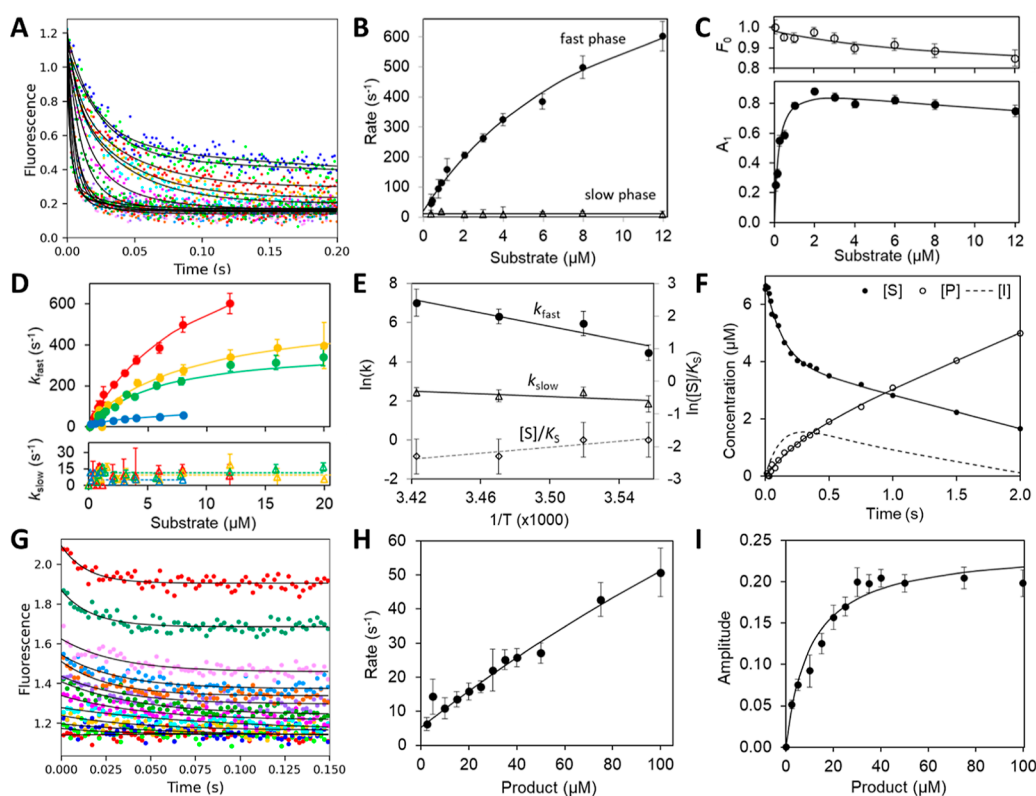 A
Fluorescence
1.2
1.0
0.8
0.6
0.4
0.2
0.0
0.00 0.05 0.10 0.15 0.20
Time (s)
B
Rate (s⁻¹)
600
500
400
300
200
100
0
fast phase
slow phase
0 2 4 6 8 10 12
Substrate (µM)
C
F₀
1.0
0.9
0.8
A₁
0.8
0.6
0.4
0.2
0.0
0 2 4 6 8 10 12
Substrate (µM)
D
k_fast (s⁻¹)
600
400
200
0
k_slow (s⁻¹)
30
15
0
0 5 10 15 20
Substrate (µM)
E
ln(k)
10
8
6
4
2
0
-2
k_fast
k_slow
[S]/K_S
3
2
1
0
-1
-2
-3
ln([S]/K_S)
3.42 3.46 3.50 3.54
1/T (x1000)
F
Concentration (µM)
6
4
2
0
[S] [P] [I]
0.0 0.5 1.0 1.5 2.0
Time (s)
G
Fluorescence
2.0
1.8
1.6
1.4
1.2
0.000 0.025 0.050 0.075 0.100 0.125 0.150
Time (s)
H
Rate (s⁻¹)
60
50
40
30
20
10
0
0 20 40 60 80 100
Product (µM)
I
Amplitude
0.25
0.20
0.15
0.10
0.05
0.00
0 20 40 60 80 100
Product (µM)